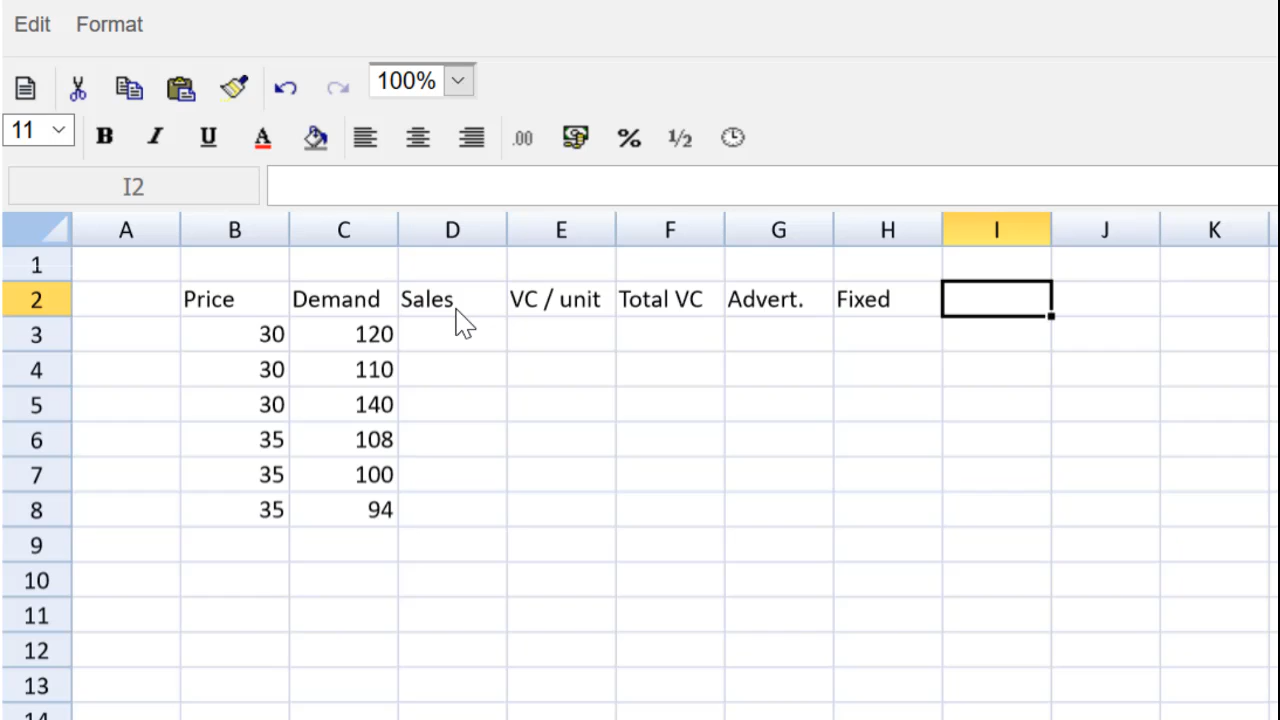 Edit Format
100%
11 B I U A .00 % 1/2
I2
A B C D E F G H I J K
1
2 Price Demand Sales VC / unit Total VC Advert. Fixed
3 30 120
4 30 110
5 30 140
6 35 108
7 35 100
8 35 94
9
10
11
12
13
14